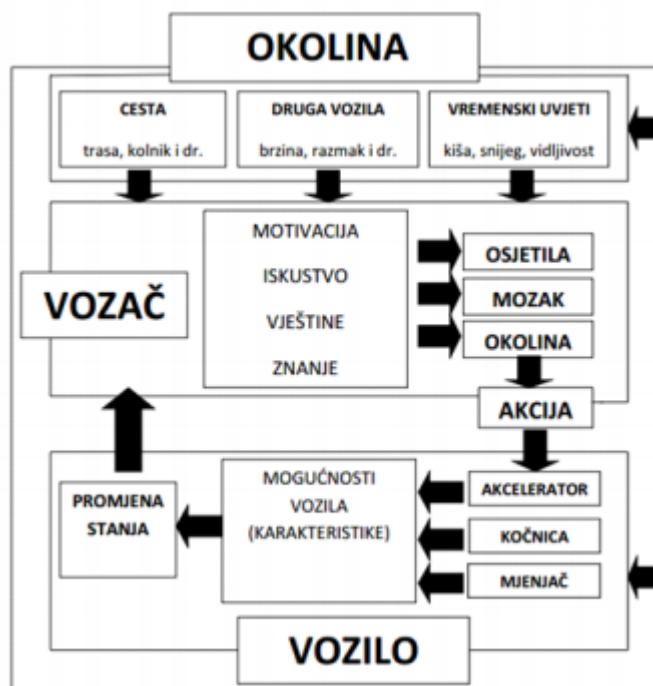 OKOLINA
CESTA
trasa, kolnik i dr.
DRUGA VOZILA
brzina, razmak i dr.
VREMENSKI UVJETI
kiša, snijeg, vidljivost
VOZAČ
MOTIVACIJA
ISKUSTVO
VJEŠTINE
ZNANJE
OSJETILA
MOZAK
OKOLINA
AKCIJA
PROMJENA
STANJA
MOGUĆNOSTI
VOZILA
(KARAKTERISTIKE)
AKCELERATOR
KOČNICA
MJENJAČ
VOZILO